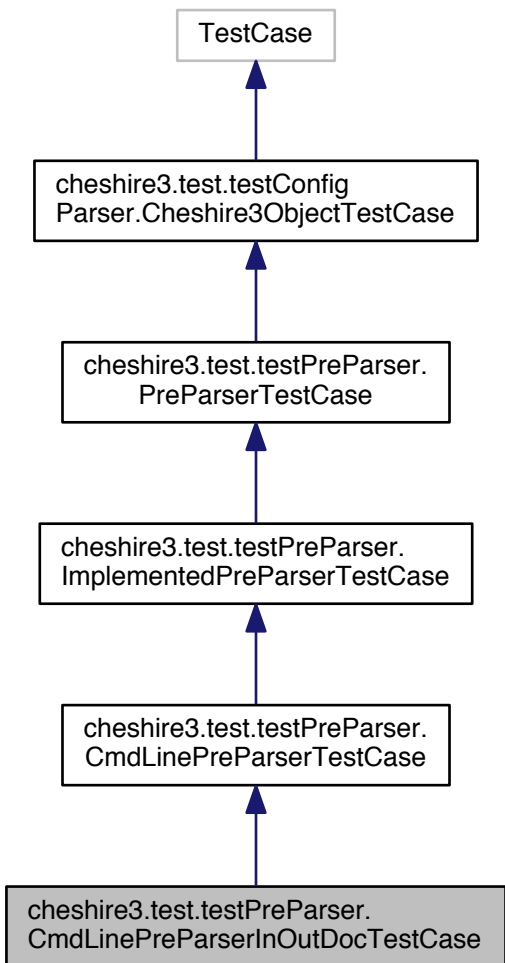 TestCase
cheshire3.test.testConfig
Parser.Cheshire3ObjectTestCase
cheshire3.test.testPreParser.
PreParserTestCase
cheshire3.test.testPreParser.
ImplementedPreParserTestCase
cheshire3.test.testPreParser.
CmdLinePreParserTestCase
cheshire3.test.testPreParser.
CmdLinePreParserInOutDocTestCase